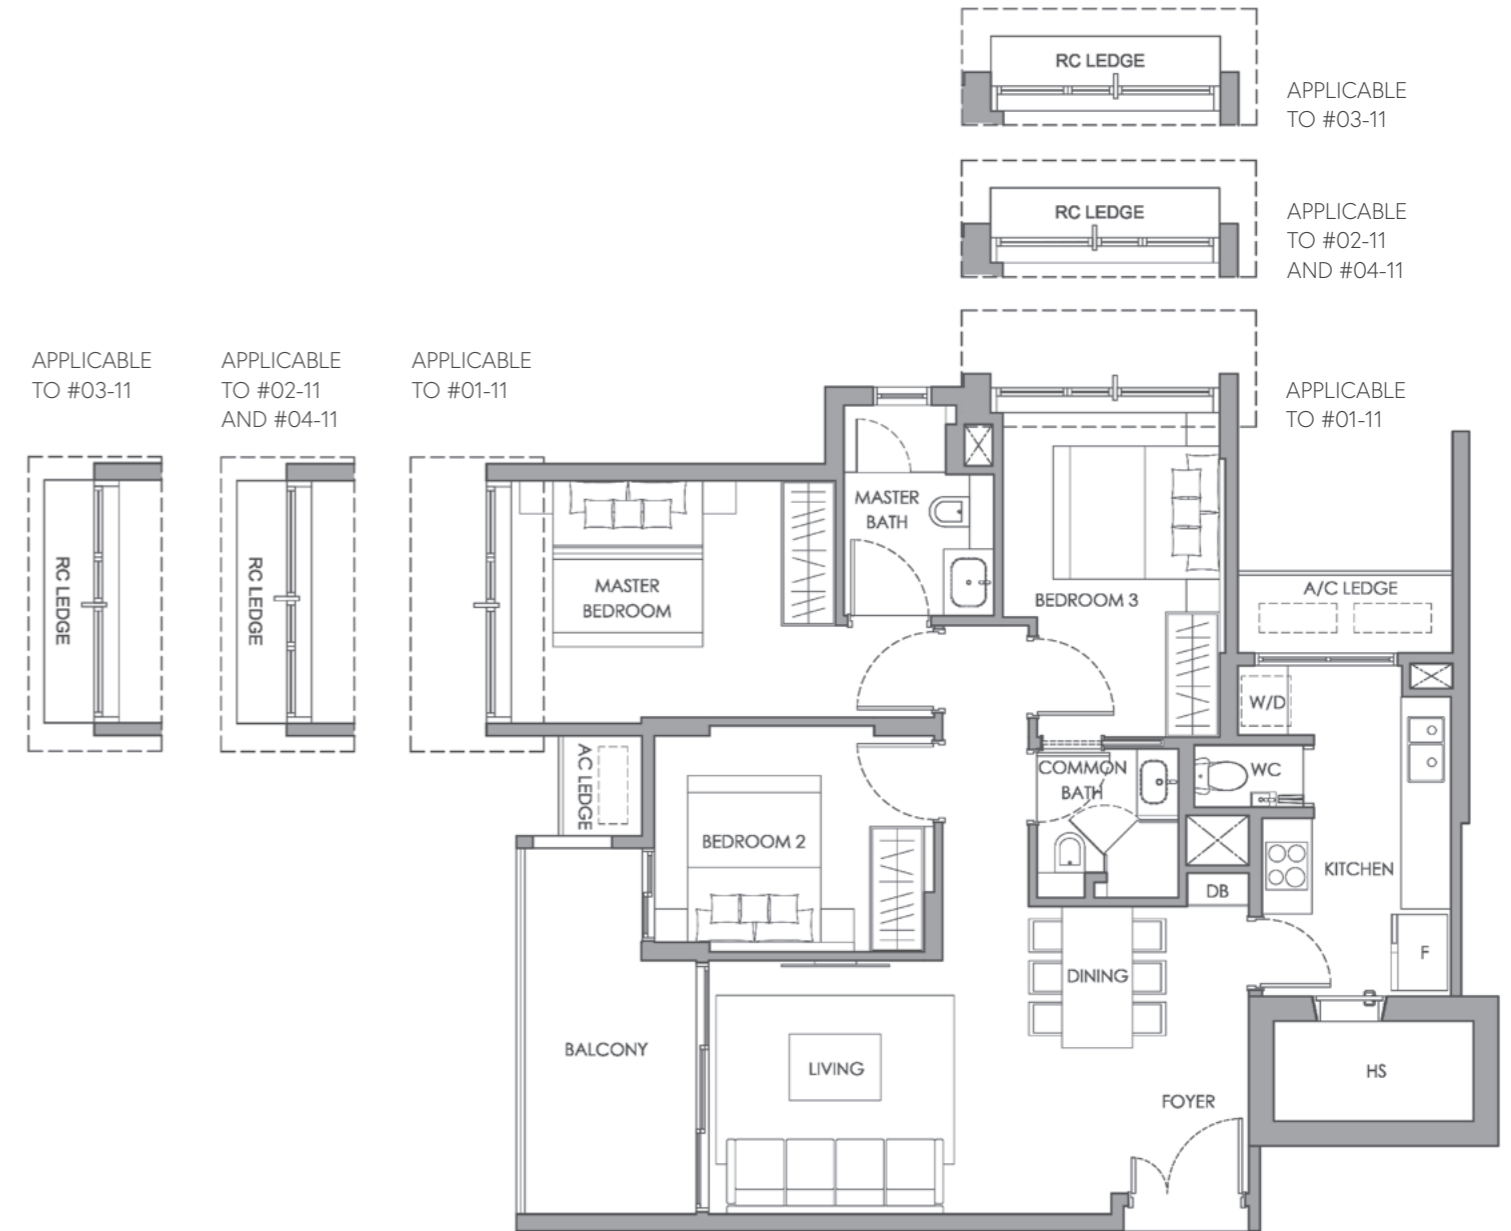 RC LEDGE
APPLICABLE
TO #03-11
RC LEDGE
APPLICABLE
TO #02-11
AND #04-11
APPLICABLE
TO #03-11
APPLICABLE
TO #02-11
AND #04-11
APPLICABLE
TO #01-11
APPLICABLE
TO #01-11
RC LEDGE
RC LEDGE
MASTER
BEDROOM
MASTER
BATH
BEDROOM 3
A/C LEDGE
W/D
AC LEDGE
COMMON
BATH
WC
BEDROOM 2
KITCHEN
DB
F
DINING
BALCONY
LIVING
HS
FOYER